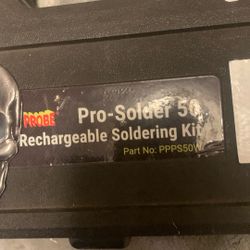 Pro-Solder 50
PROBE
Rechargeable Soldering Kit
Part No: PPPS50W